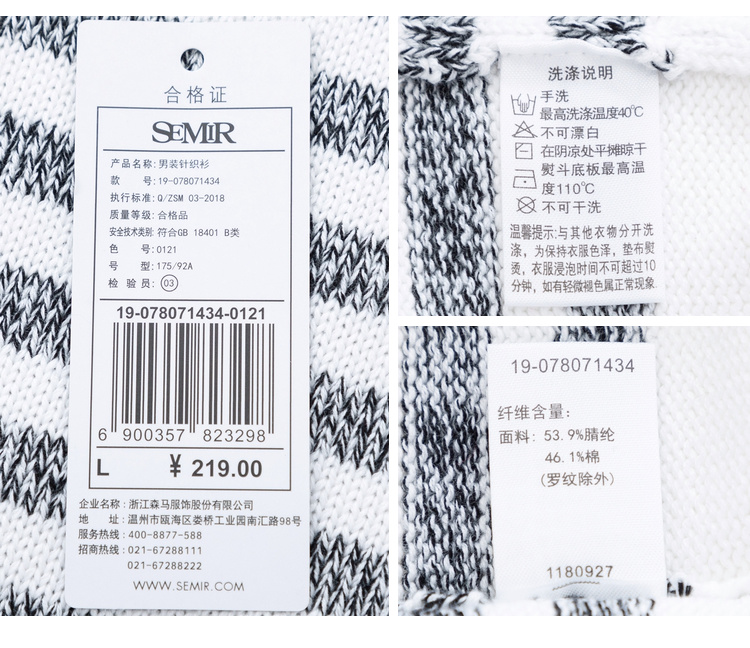 合格证
SEMIR
产品名称:男装针织衫
款 号:19-078071434
执行标准:Q/ZSM 03-2018
质量等级:合格品
安全技术类别:符合GB 18401 B类
色 号:0121
号 型:175/92A
检 验 员:03
19-078071434-0121
6 900357 823298
L ¥ 219.00
企业名称:浙江森马服饰股份有限公司
地 址:温州市瓯海区娄桥工业园南汇路98号
服务热线:400-8877-588
招商热线:021-67288111
021-67288222
WWW.SEMIR.COM
洗涤说明
手洗
最高洗涤温度40℃
不可漂白
在阴凉处平摊晾干
熨斗底板最高温
度110℃
不可干洗
温馨提示:与其他衣物分开洗
涤，为保持衣服色泽，垫布熨
烫，衣服浸泡时间不可超过10
分钟，如有轻微褪色属正常现象.
19-078071434
纤维含量:
面料: 53.9%腈纶
46.1%棉
(罗纹除外)
1180927